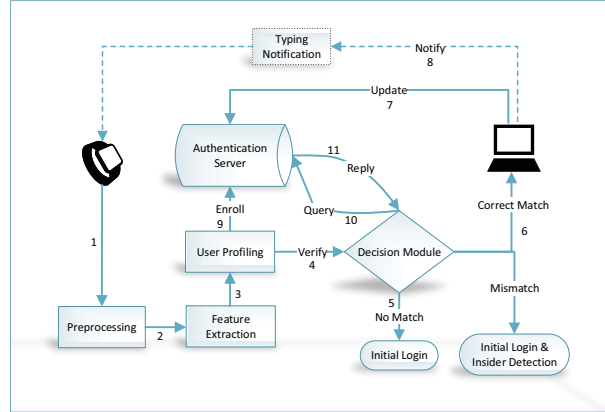 Typing
Notification
Notify
8
Update
7
Authentication
Server
11
Reply
Enroll
9
Query
10
Correct Match
6
1
User Profiling
Verify
4
Decision Module
3
5
No Match
Mismatch
Preprocessing
2
Feature
Extraction
Initial Login
Initial Login &
Insider Detection